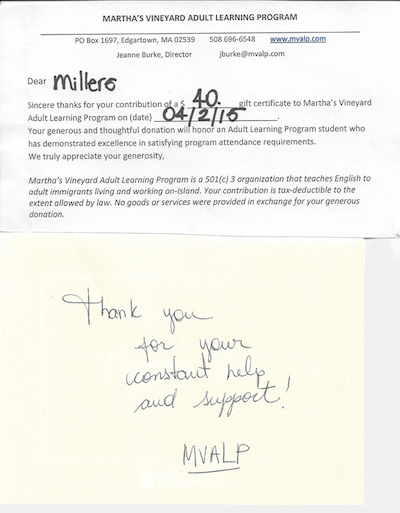 MARTHA'S VINEYARD ADULT LEARNING PROGRAM
PO Box 1697, Edgartown, MA 02539 508 696-6548 www.mvalp.com
Jeanne Burke, Director jburke@mvalp.com
Dear Millers
Sincere thanks for your contribution of a $ 40. gift certificate to Martha's Vineyard
Adult Learning Program on (date) 04/2/15.
Your generous and thoughtful donation will honor an Adult Learning Program student who
has demonstrated excellence in satisfying program attendance requirements.
We truly appreciate your generosity,
Martha's Vineyard Adult Learning Program is a 501(c) 3 organization that teaches English to
adult immigrants living and working on-Island. Your contribution is tax-deductible to the
extent allowed by law. No goods or services were provided in exchange for your generous
donation.
Thank you
for your
constant help
and support!
MVALP